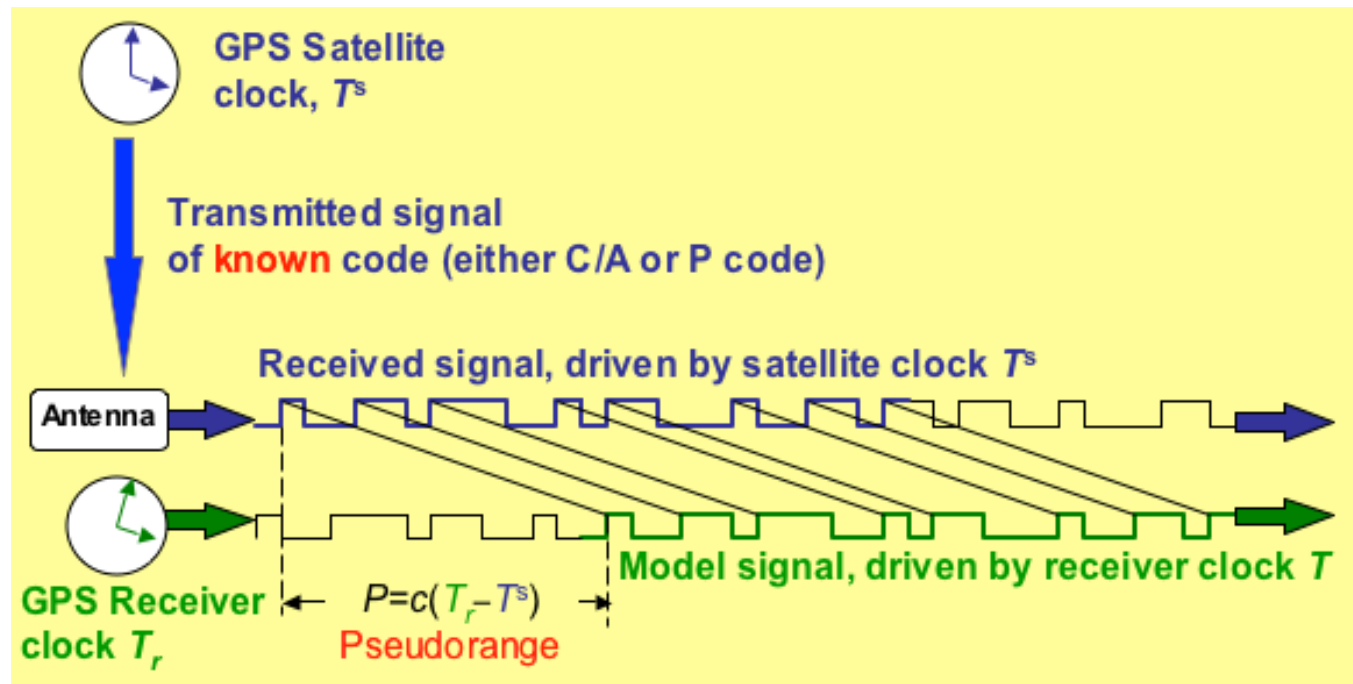 GPS Satellite
clock, Tˢ
Transmitted signal
of known code (either C/A or P code)
Received signal, driven by satellite clock Tˢ
Antenna
Model signal, driven by receiver clock T
GPS Receiver
clock Tᵣ
P=c(Tᵣ–Tˢ)
Pseudorange